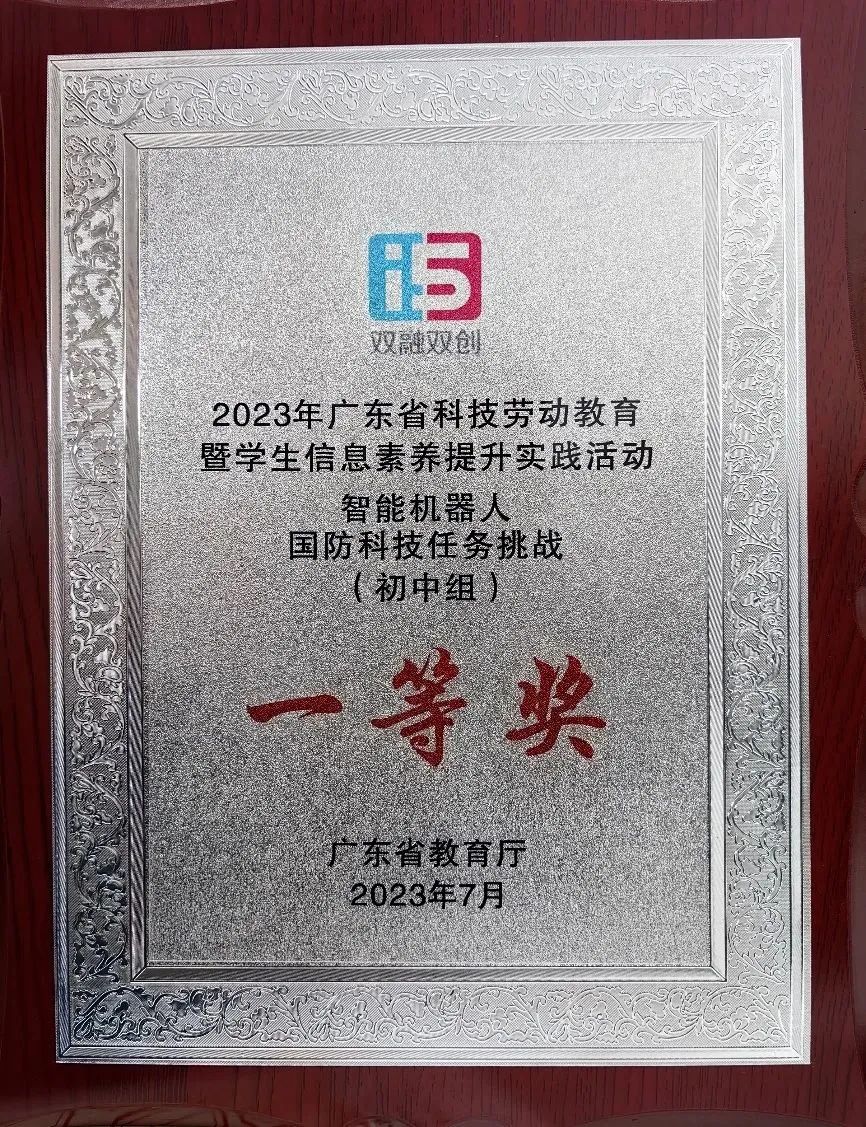 双融双创
2023年广东省科技劳动教育
暨学生信息素养提升实践活动
智能机器人
国防科技任务挑战
（初中组）
一等奖
广东省教育厅
2023年7月